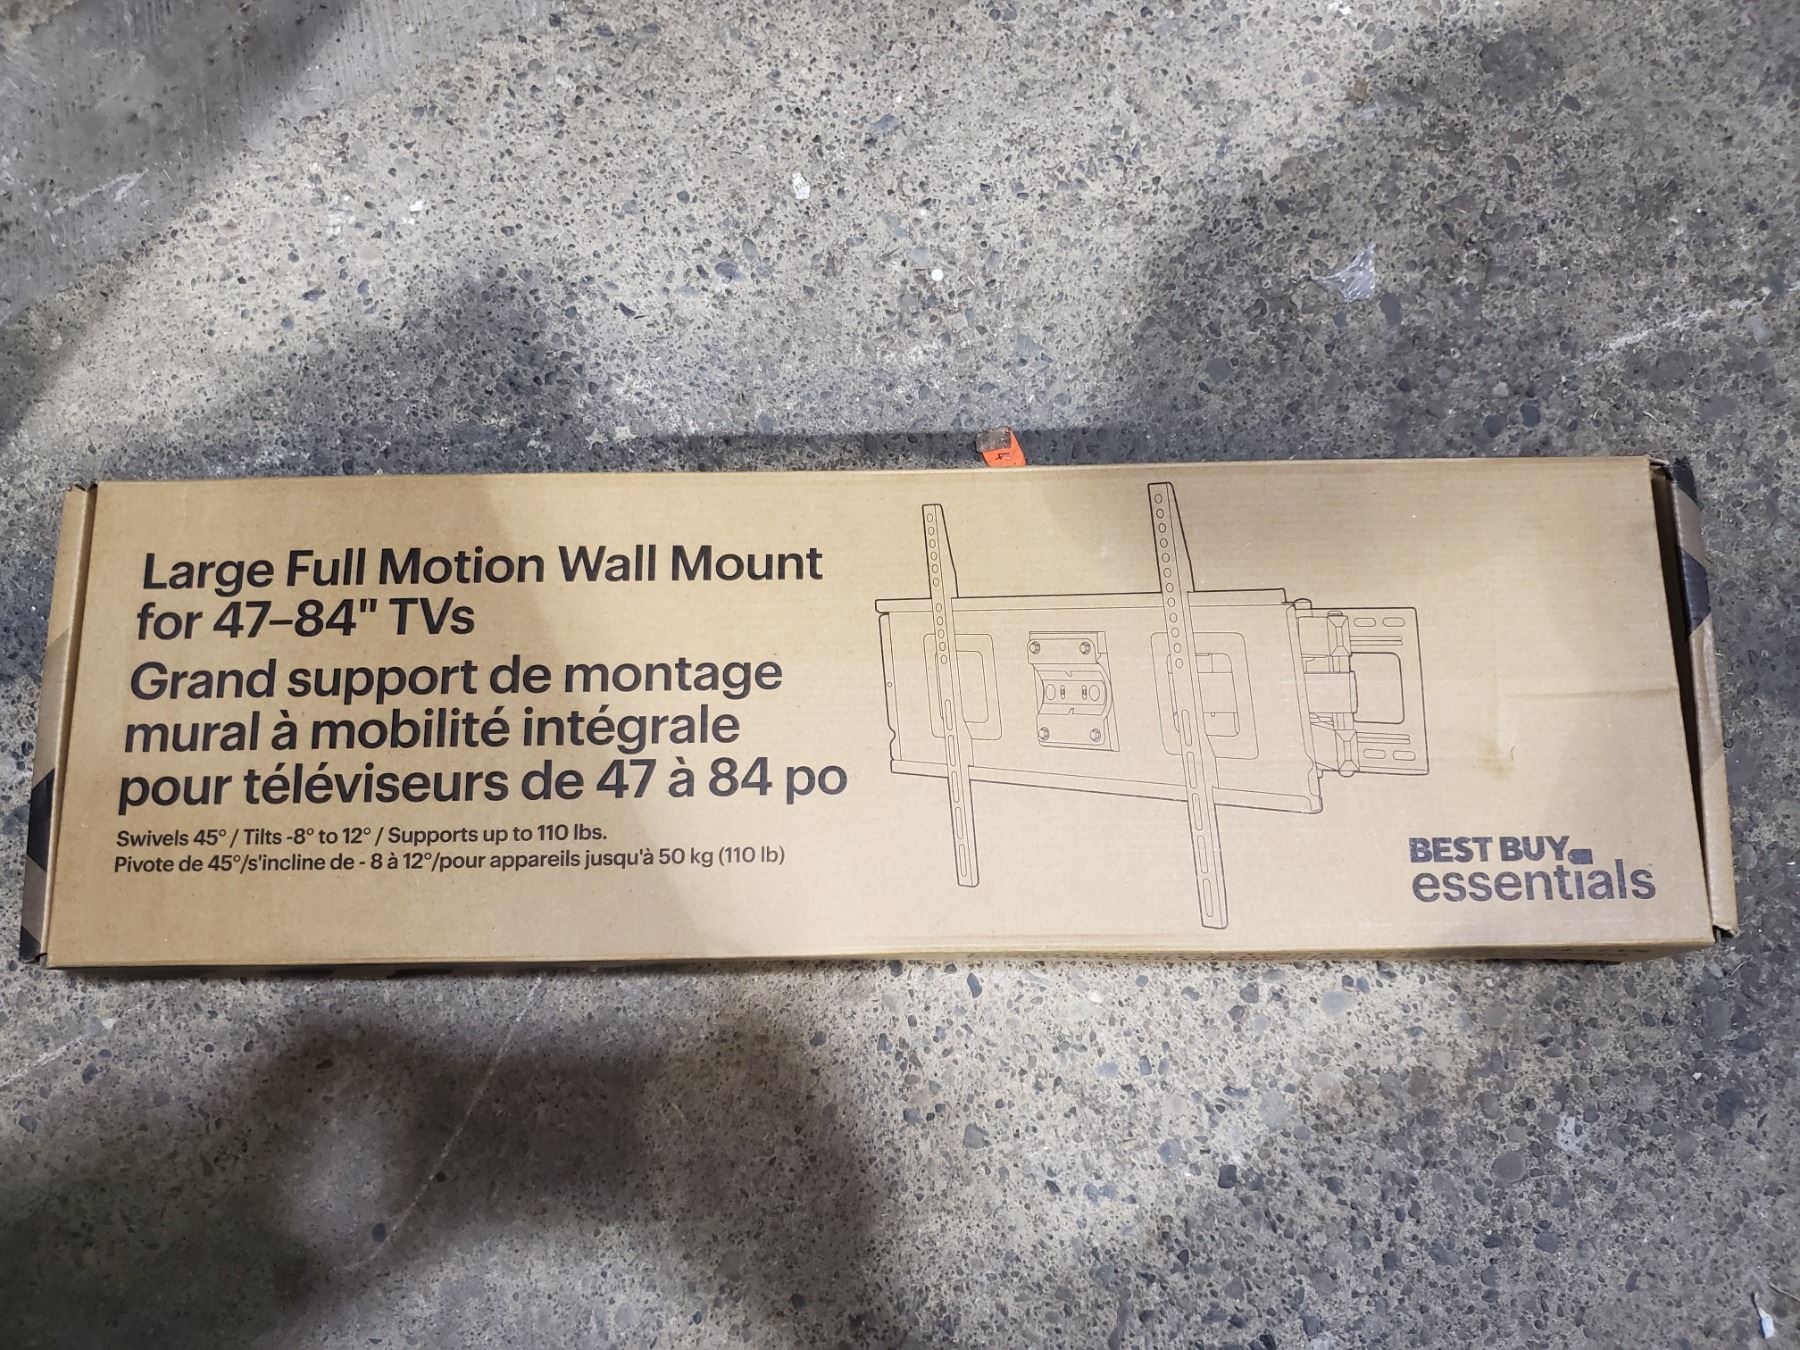 Large Full Motion Wall Mount
for 47–84" TVs
Grand support de montage
mural à mobilité intégrale
pour téléviseurs de 47 à 84 po
Swivels 45° / Tilts -8° to 12° / Supports up to 110 lbs.
Pivote de 45°/s'incline de - 8 à 12°/pour appareils jusqu'à 50 kg (110 lb)
BEST BUY
essentials